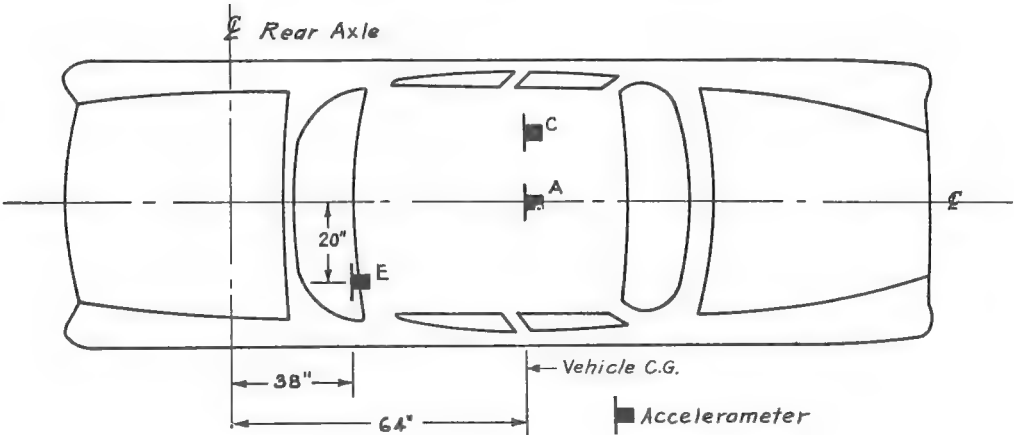 ℄ Rear Axle
C
A
℄
20"
E
38"
Vehicle C.G.
64"
Accelerometer